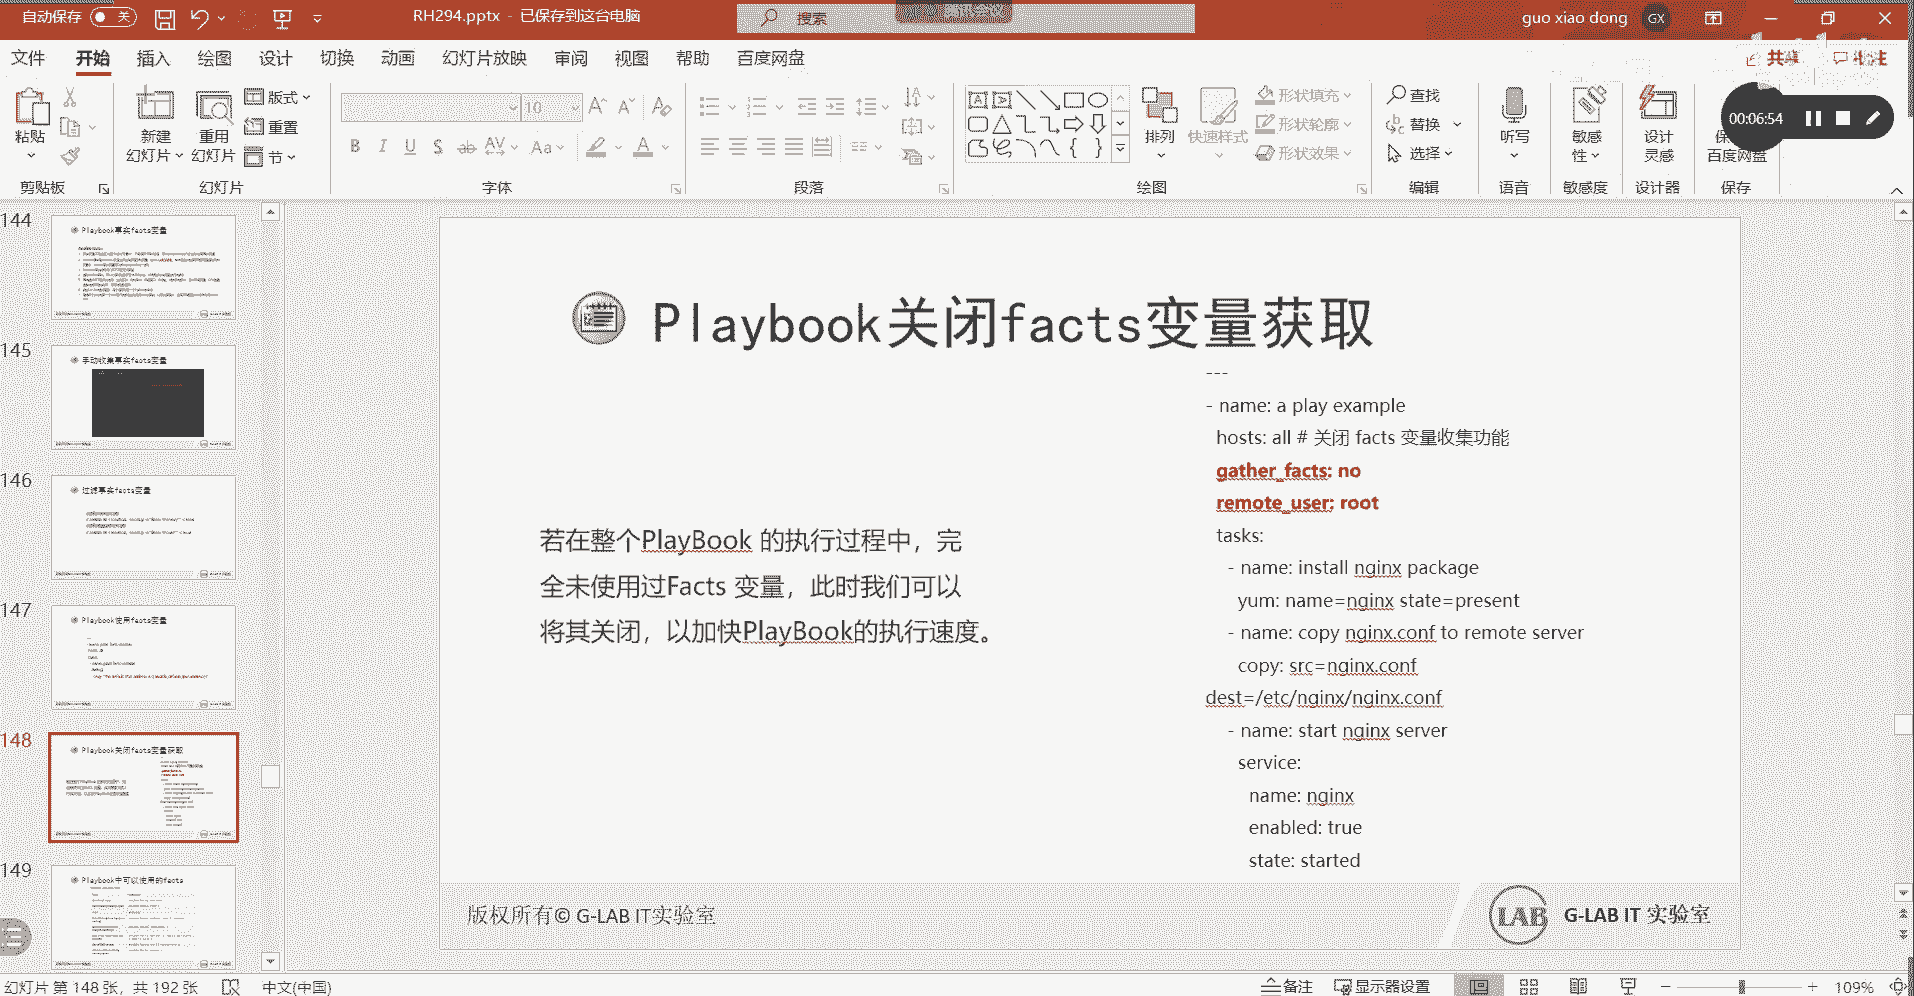 自动保存 关
RH294.pptx - 已保存到这台电脑
搜索
guo xiao dong GX
文件 开始 插入 绘图 设计 切换 动画 幻灯片放映 审阅 视图 帮助 百度网盘
粘贴
剪贴板
新建
幻灯片
重用
幻灯片
版式
重置
节
幻灯片
10
B I U S ab AV Aa A
字体
段落
排列
快速样式
形状填充
形状轮廓
形状效果
绘图
查找
替换
选择
编辑
听写
语音
敏感
性
敏感度
设计
灵感
设计器
百度网盘
保存
00:06:54
144
Playbook事实facts变量
145
手动收集事实facts变量
146
过滤事实facts变量
147
Playbook使用facts变量
148
Playbook关闭facts变量获取
149
Playbook中可以使用的facts
Playbook关闭facts变量获取
若在整个PlayBook 的执行过程中，完
全未使用过Facts 变量，此时我们可以
将其关闭，以加快PlayBook的执行速度。
---
- name: a play example
hosts: all # 关闭 facts 变量收集功能
gather_facts: no
remote_user: root
tasks:
- name: install nginx package
yum: name=nginx state=present
- name: copy nginx.conf to remote server
copy: src=nginx.conf
dest=/etc/nginx/nginx.conf
- name: start nginx server
service:
name: nginx
enabled: true
state: started
版权所有© G-LAB IT实验室
LAB G-LAB IT 实验室
幻灯片 第 148 张，共 192 张
中文(中国)
备注
显示器设置
109%